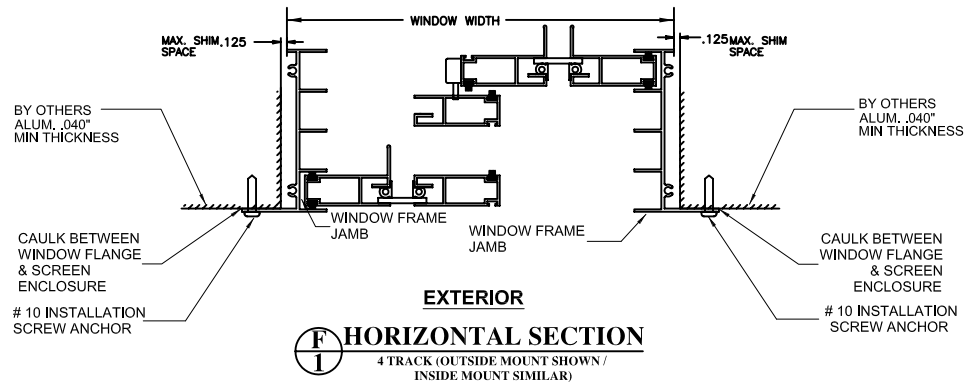 WINDOW WIDTH
MAX. SHIM .125
SPACE
.125 MAX. SHIM
SPACE
BY OTHERS
ALUM. .040"
MIN THICKNESS
BY OTHERS
ALUM. .040"
MIN THICKNESS
WINDOW FRAME
JAMB
WINDOW FRAME
JAMB
CAULK BETWEEN
WINDOW FLANGE
& SCREEN
ENCLOSURE
CAULK BETWEEN
WINDOW FLANGE
& SCREEN
ENCLOSURE
# 10 INSTALLATION
SCREW ANCHOR
# 10 INSTALLATION
SCREW ANCHOR
EXTERIOR
F
1
HORIZONTAL SECTION
4 TRACK (OUTSIDE MOUNT SHOWN /
INSIDE MOUNT SIMILAR)